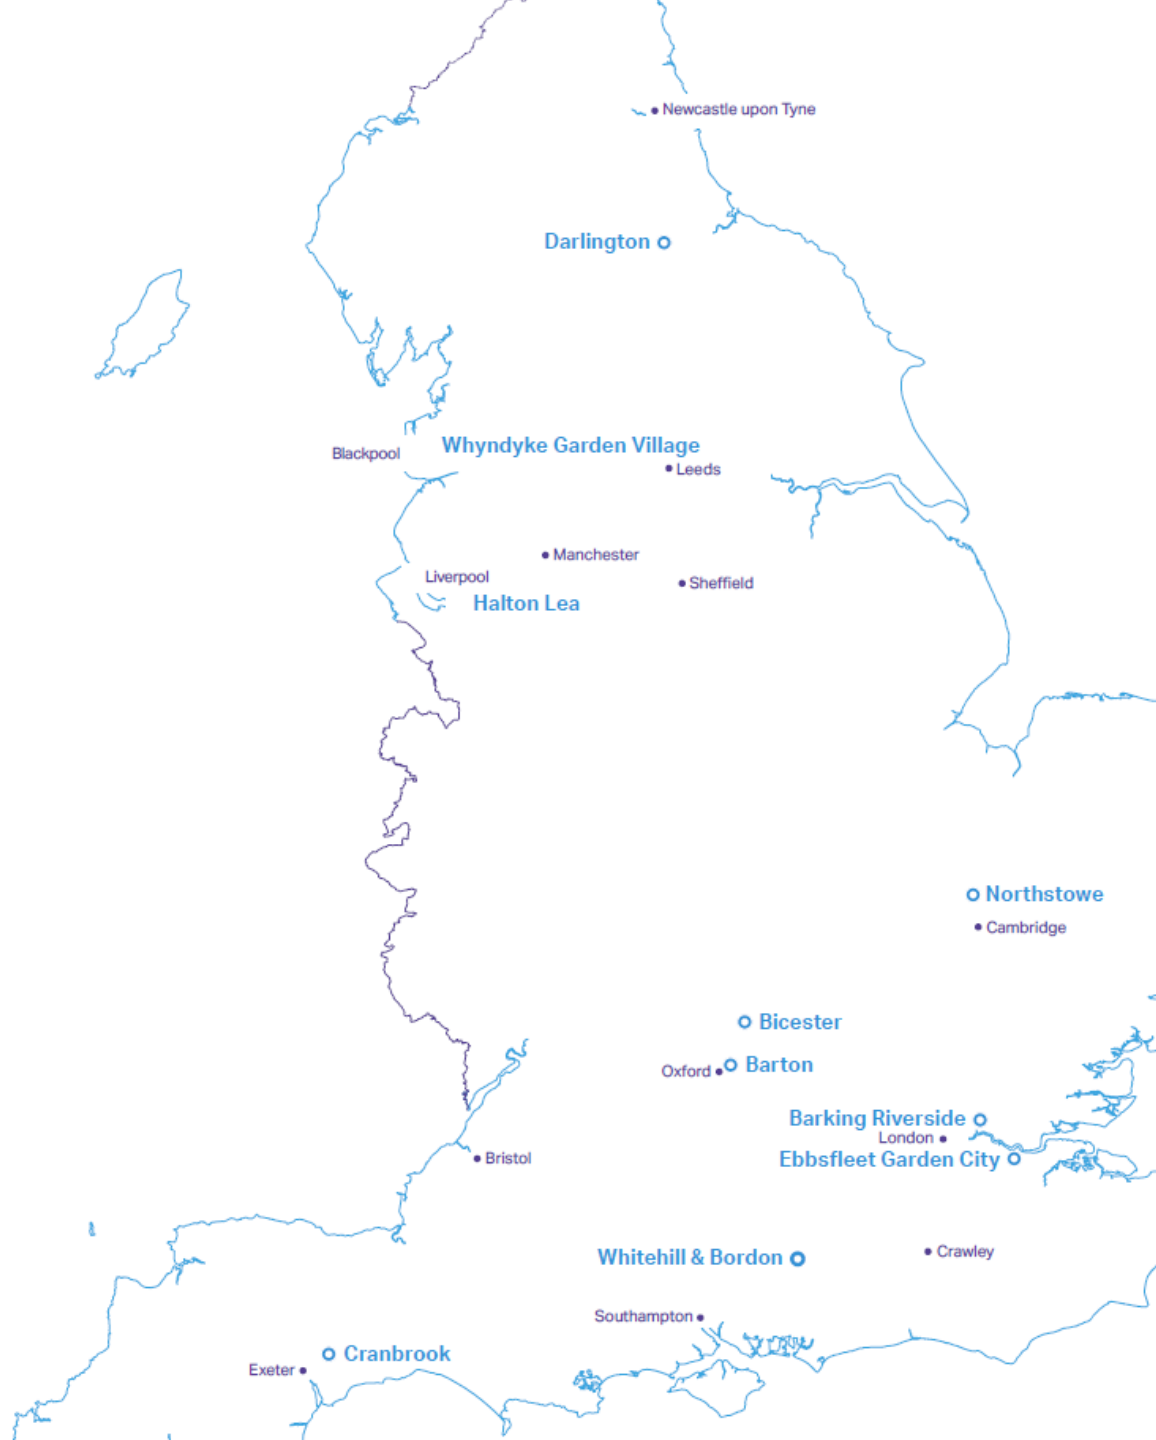 Newcastle upon Tyne
Darlington
Whyndyke Garden Village
Blackpool
Leeds
Manchester
Liverpool
Sheffield
Halton Lea
Northstowe
Cambridge
Bicester
Barton
Oxford
Barking Riverside
London
Ebbsfleet Garden City
Bristol
Crawley
Whitehill & Bordon
Southampton
Cranbrook
Exeter